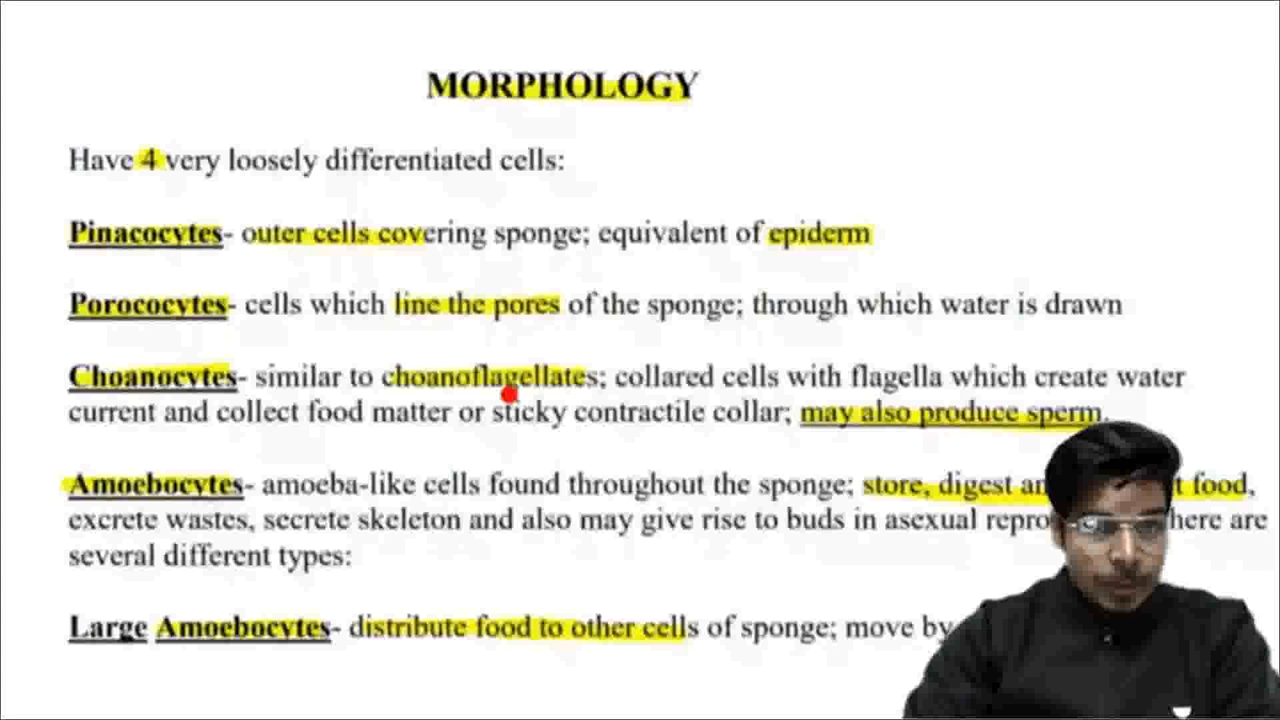 MORPHOLOGY
Have 4 very loosely differentiated cells:
Pinacocytes- outer cells covering sponge; equivalent of epiderm
Porococytes- cells which line the pores of the sponge; through which water is drawn
Choanocytes- similar to choanoflagellates; collared cells with flagella which create water
current and collect food matter or sticky contractile collar; may also produce sperm.
Amoebocytes- amoeba-like cells found throughout the sponge; store, digest food,
excrete wastes, secrete skeleton and also may give rise to buds in asexual here are
several different types:
Large Amoebocytes- distribute food to other cells of sponge; move by